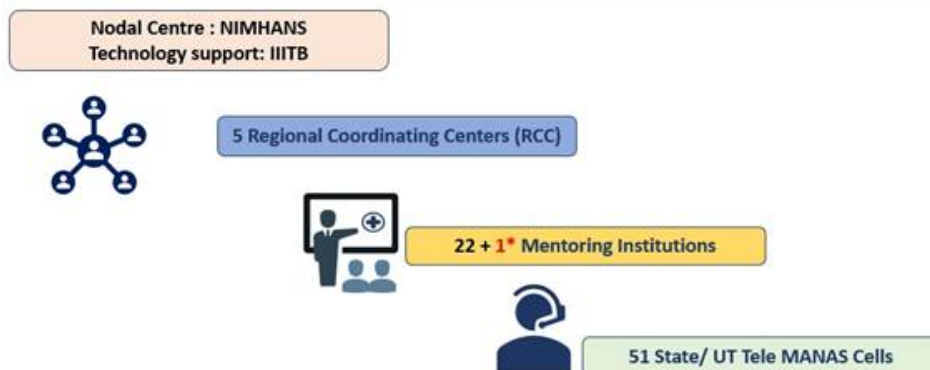 Nodal Centre : NIMHANS
Technology support: IIITB
5 Regional Coordinating Centers (RCC)
22 + 1* Mentoring Institutions
51 State/ UT Tele MANAS Cells